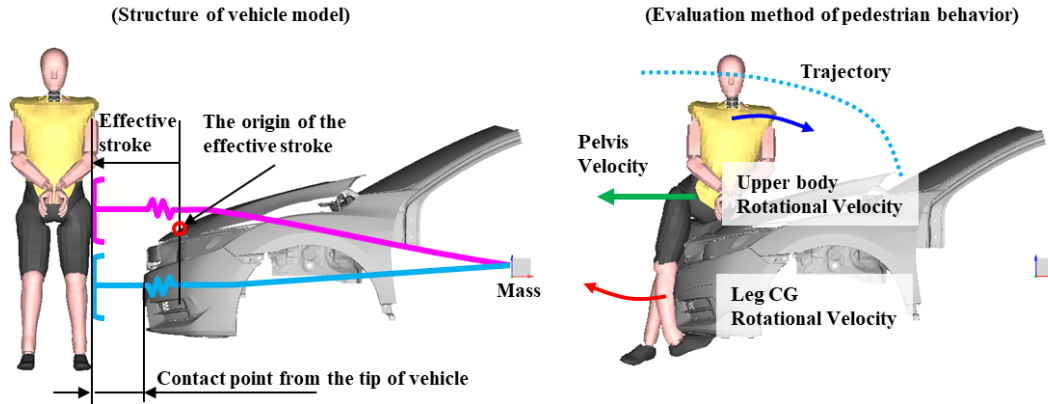 (Structure of vehicle model)
(Evaluation method of pedestrian behavior)
Effective
stroke
The origin of the
effective stroke
Mass
Contact point from the tip of vehicle
Trajectory
Pelvis
Velocity
Upper body
Rotational Velocity
Leg CG
Rotational Velocity